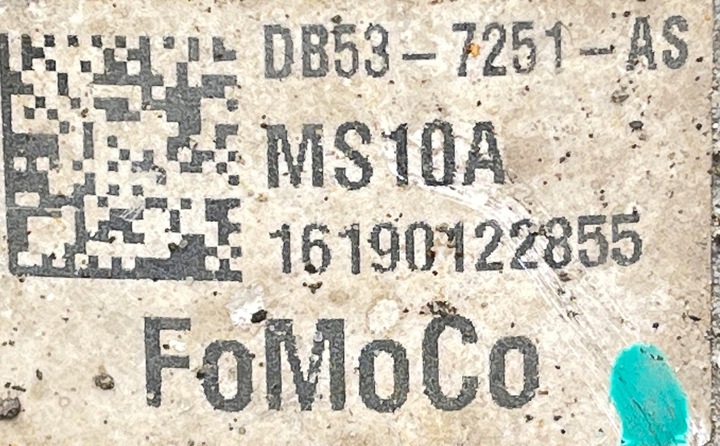 DB53-7251-AS
MS10A
16190122855
FoMoCo